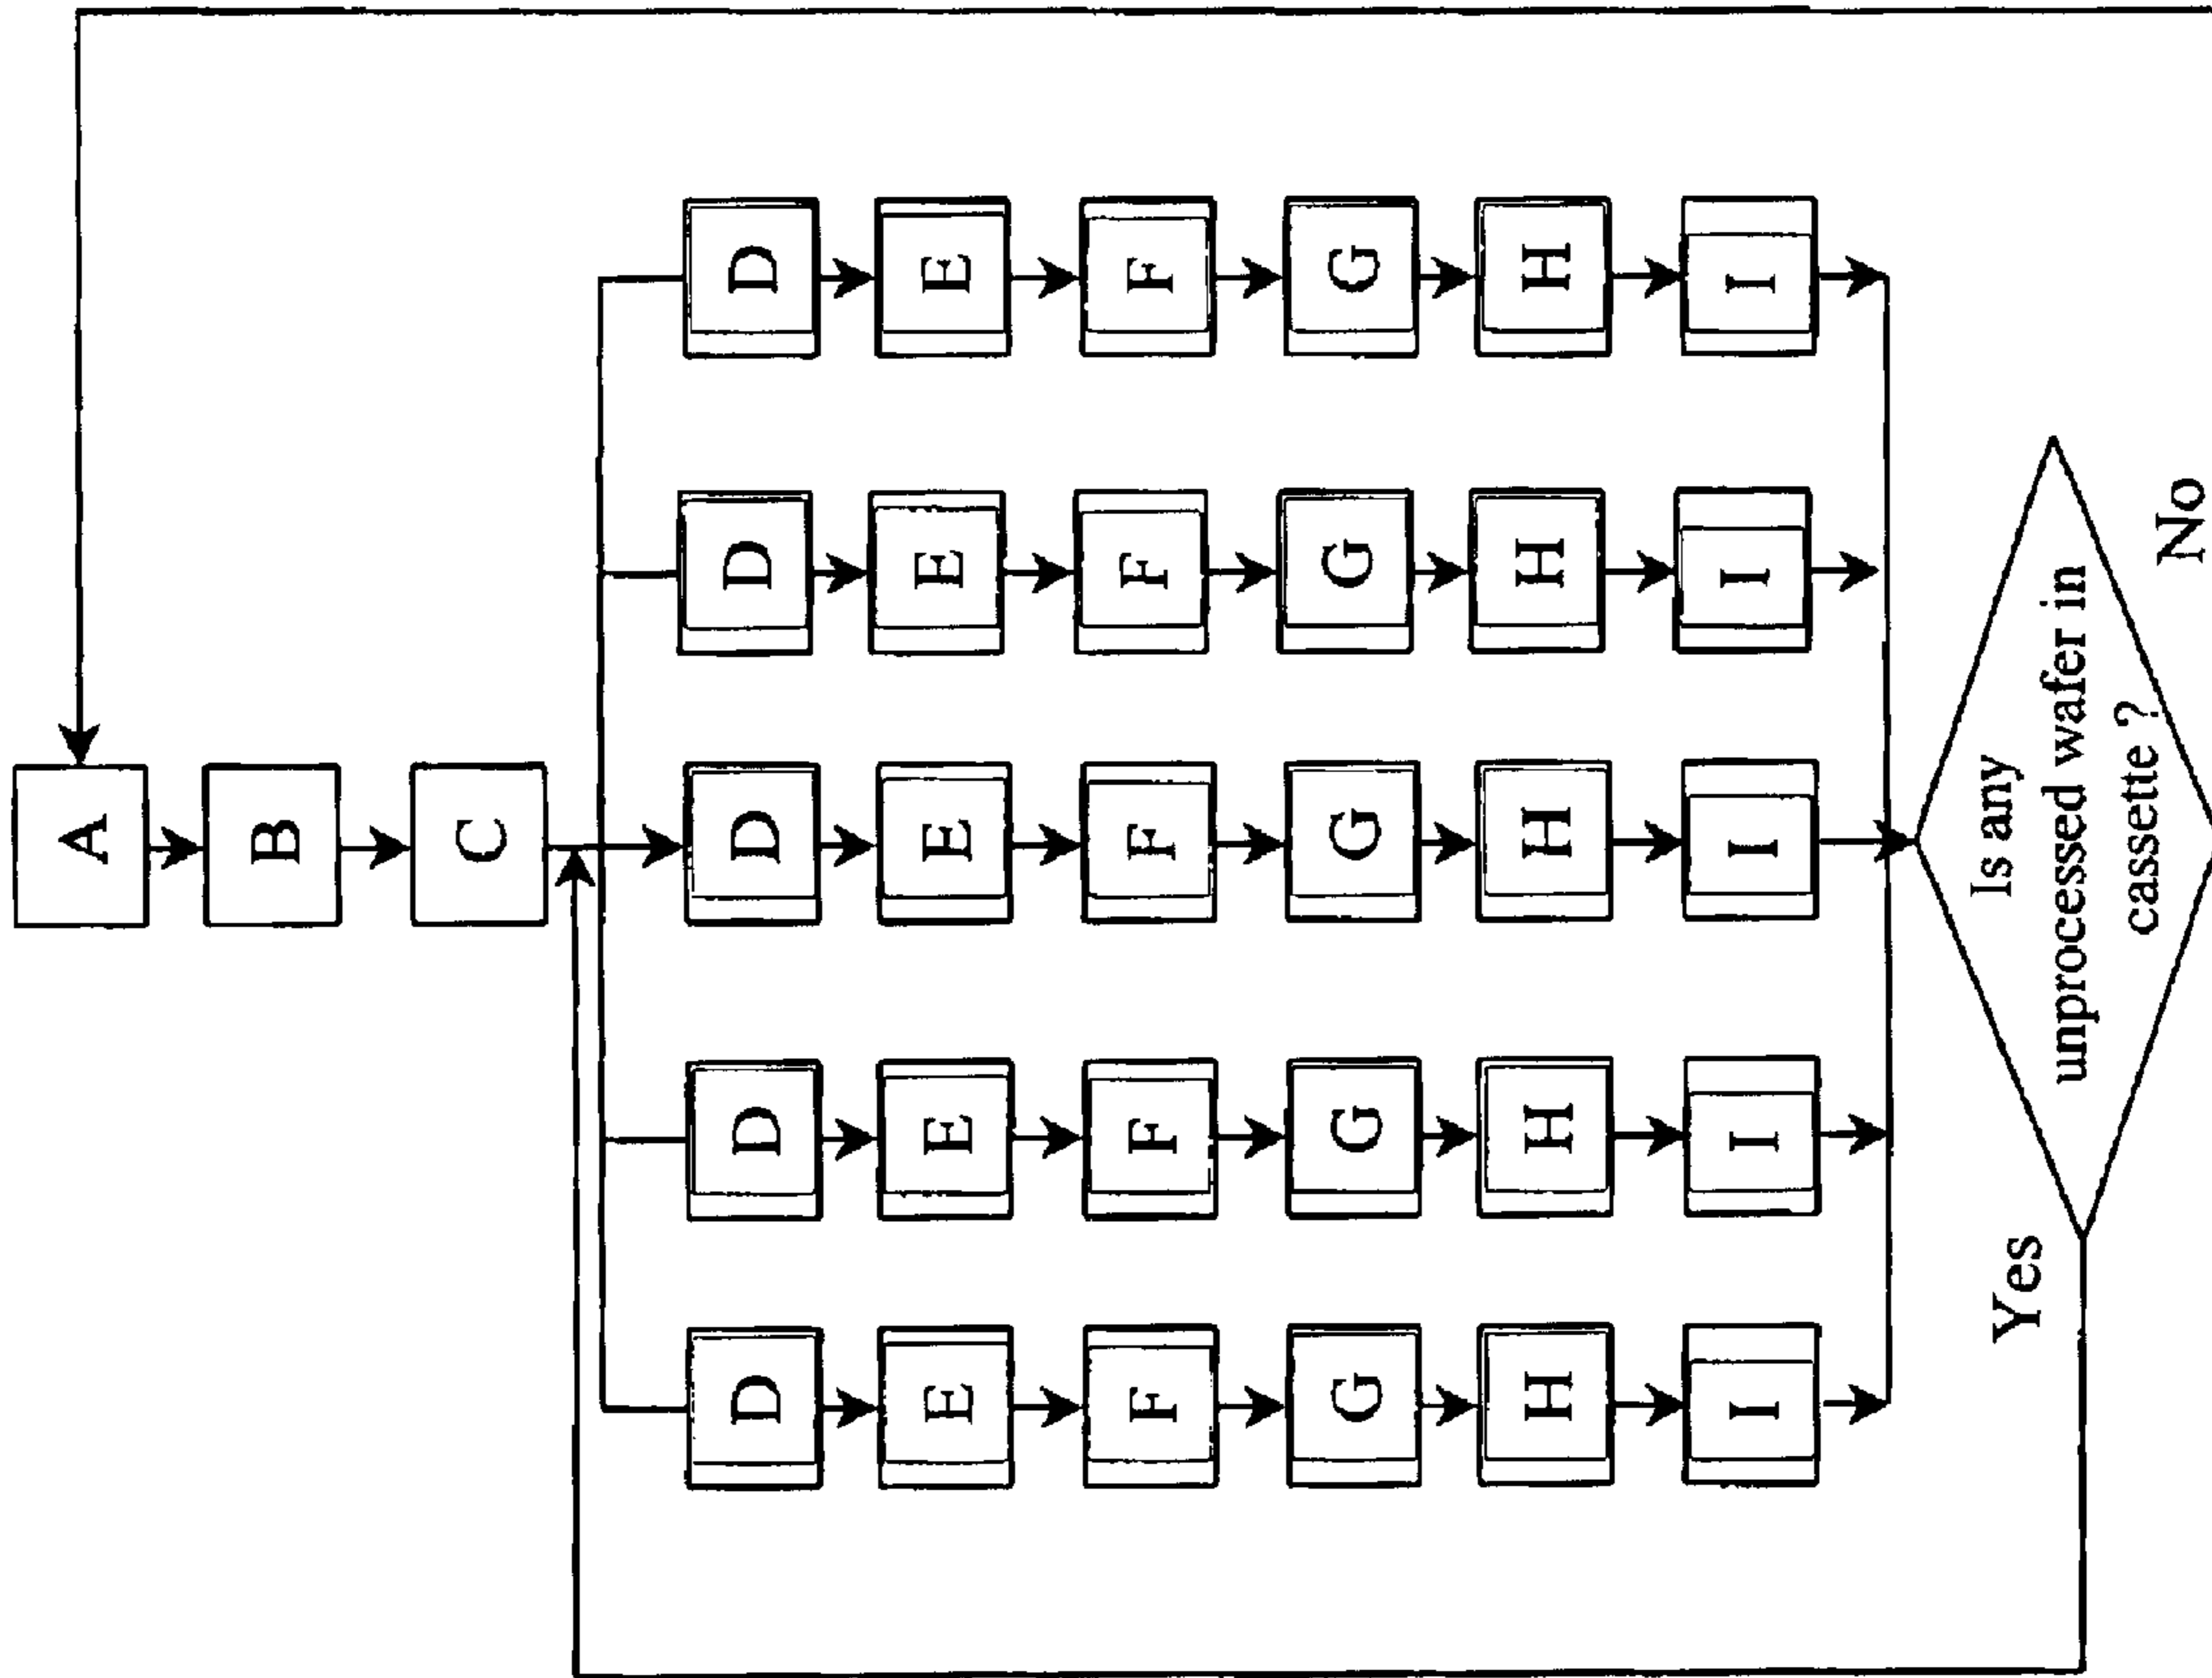 A
B
C
D
D
D
D
D
E
E
E
E
E
F
F
F
F
F
G
G
G
G
G
H
H
H
H
H
I
I
I
I
I
Is any
unprocessed wafer in
cassette ?
Yes
No